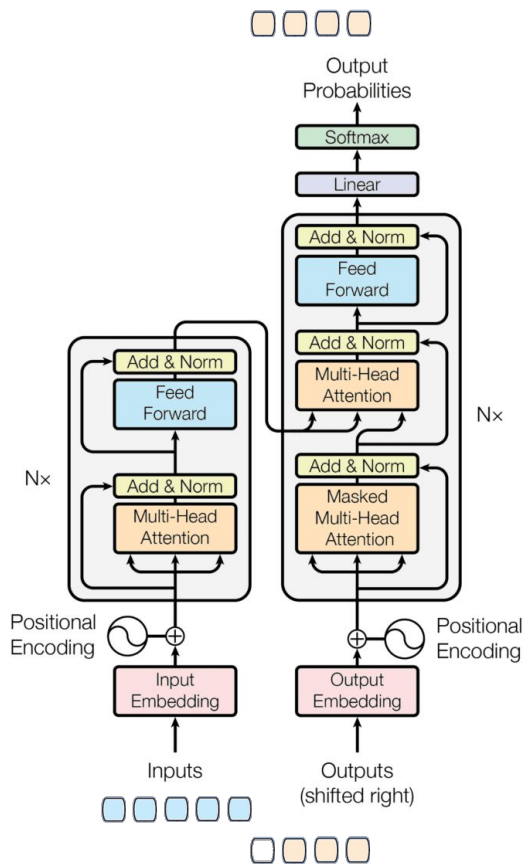 Output
Probabilities
Softmax
Linear
Add & Norm
Feed
Forward
Add & Norm
Multi-Head
Attention
Add & Norm
Masked
Multi-Head
Attention
Nx
Add & Norm
Feed
Forward
Add & Norm
Multi-Head
Attention
Nx
Positional
Encoding
Positional
Encoding
Input
Embedding
Output
Embedding
Inputs
Outputs
(shifted right)